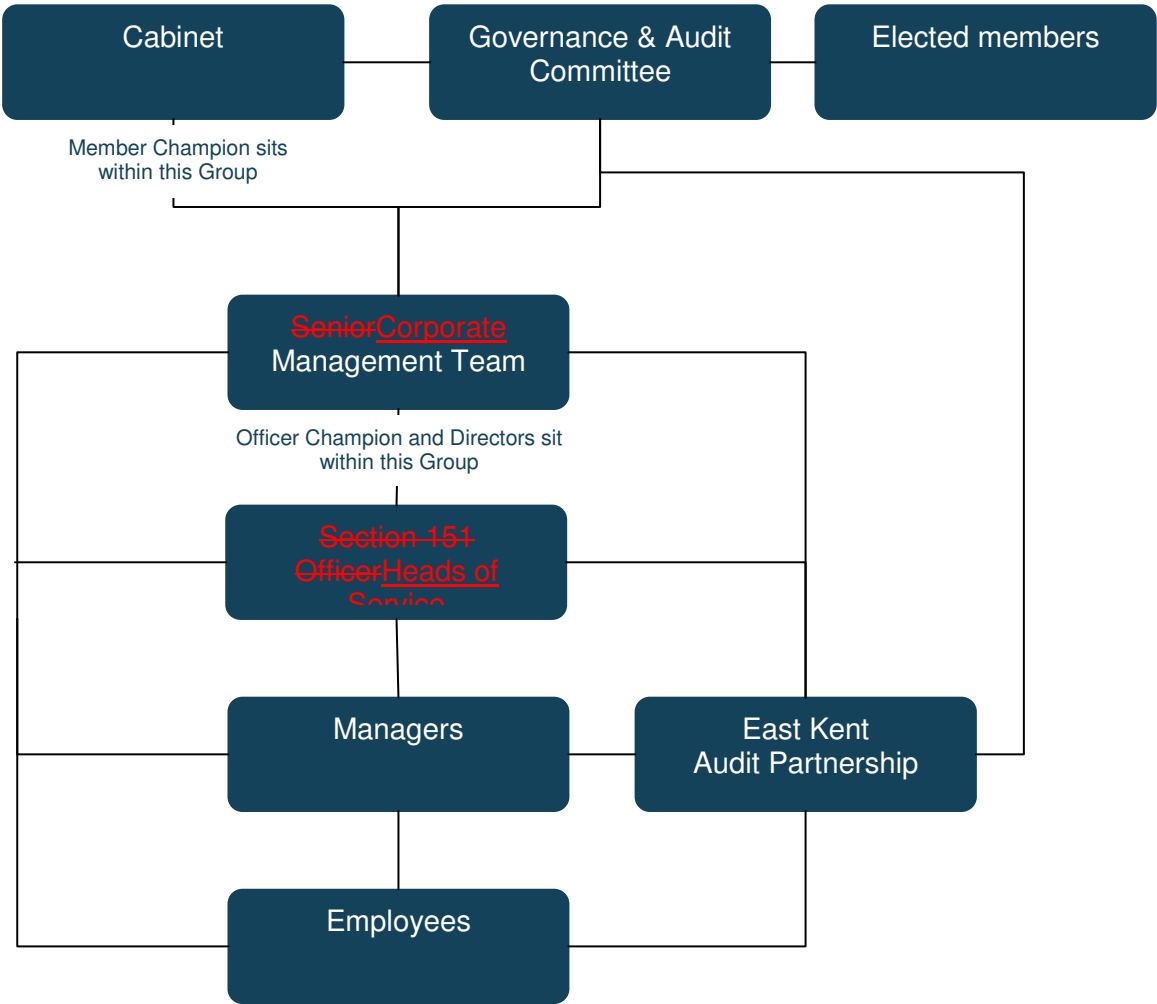 Cabinet
Governance & Audit
Committee
Elected members
Member Champion sits
within this Group
SeniorCorporate
Management Team
Officer Champion and Directors sit
within this Group
Section 151
OfficerHeads of
Service
Managers
East Kent
Audit Partnership
Employees